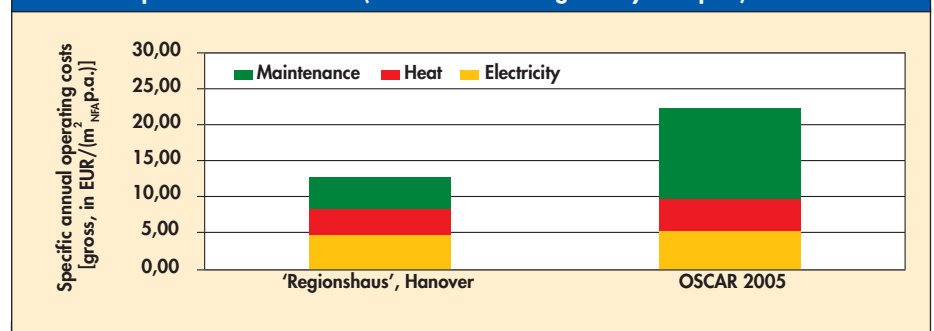 Specific annual operating costs
[gross, in EUR/(m² NFA p.a.)]
30,00
25,00
20,00
15,00
10,00
5,00
0,00
Maintenance Heat Electricity
‘Regionshaus’, Hanover
OSCAR 2005